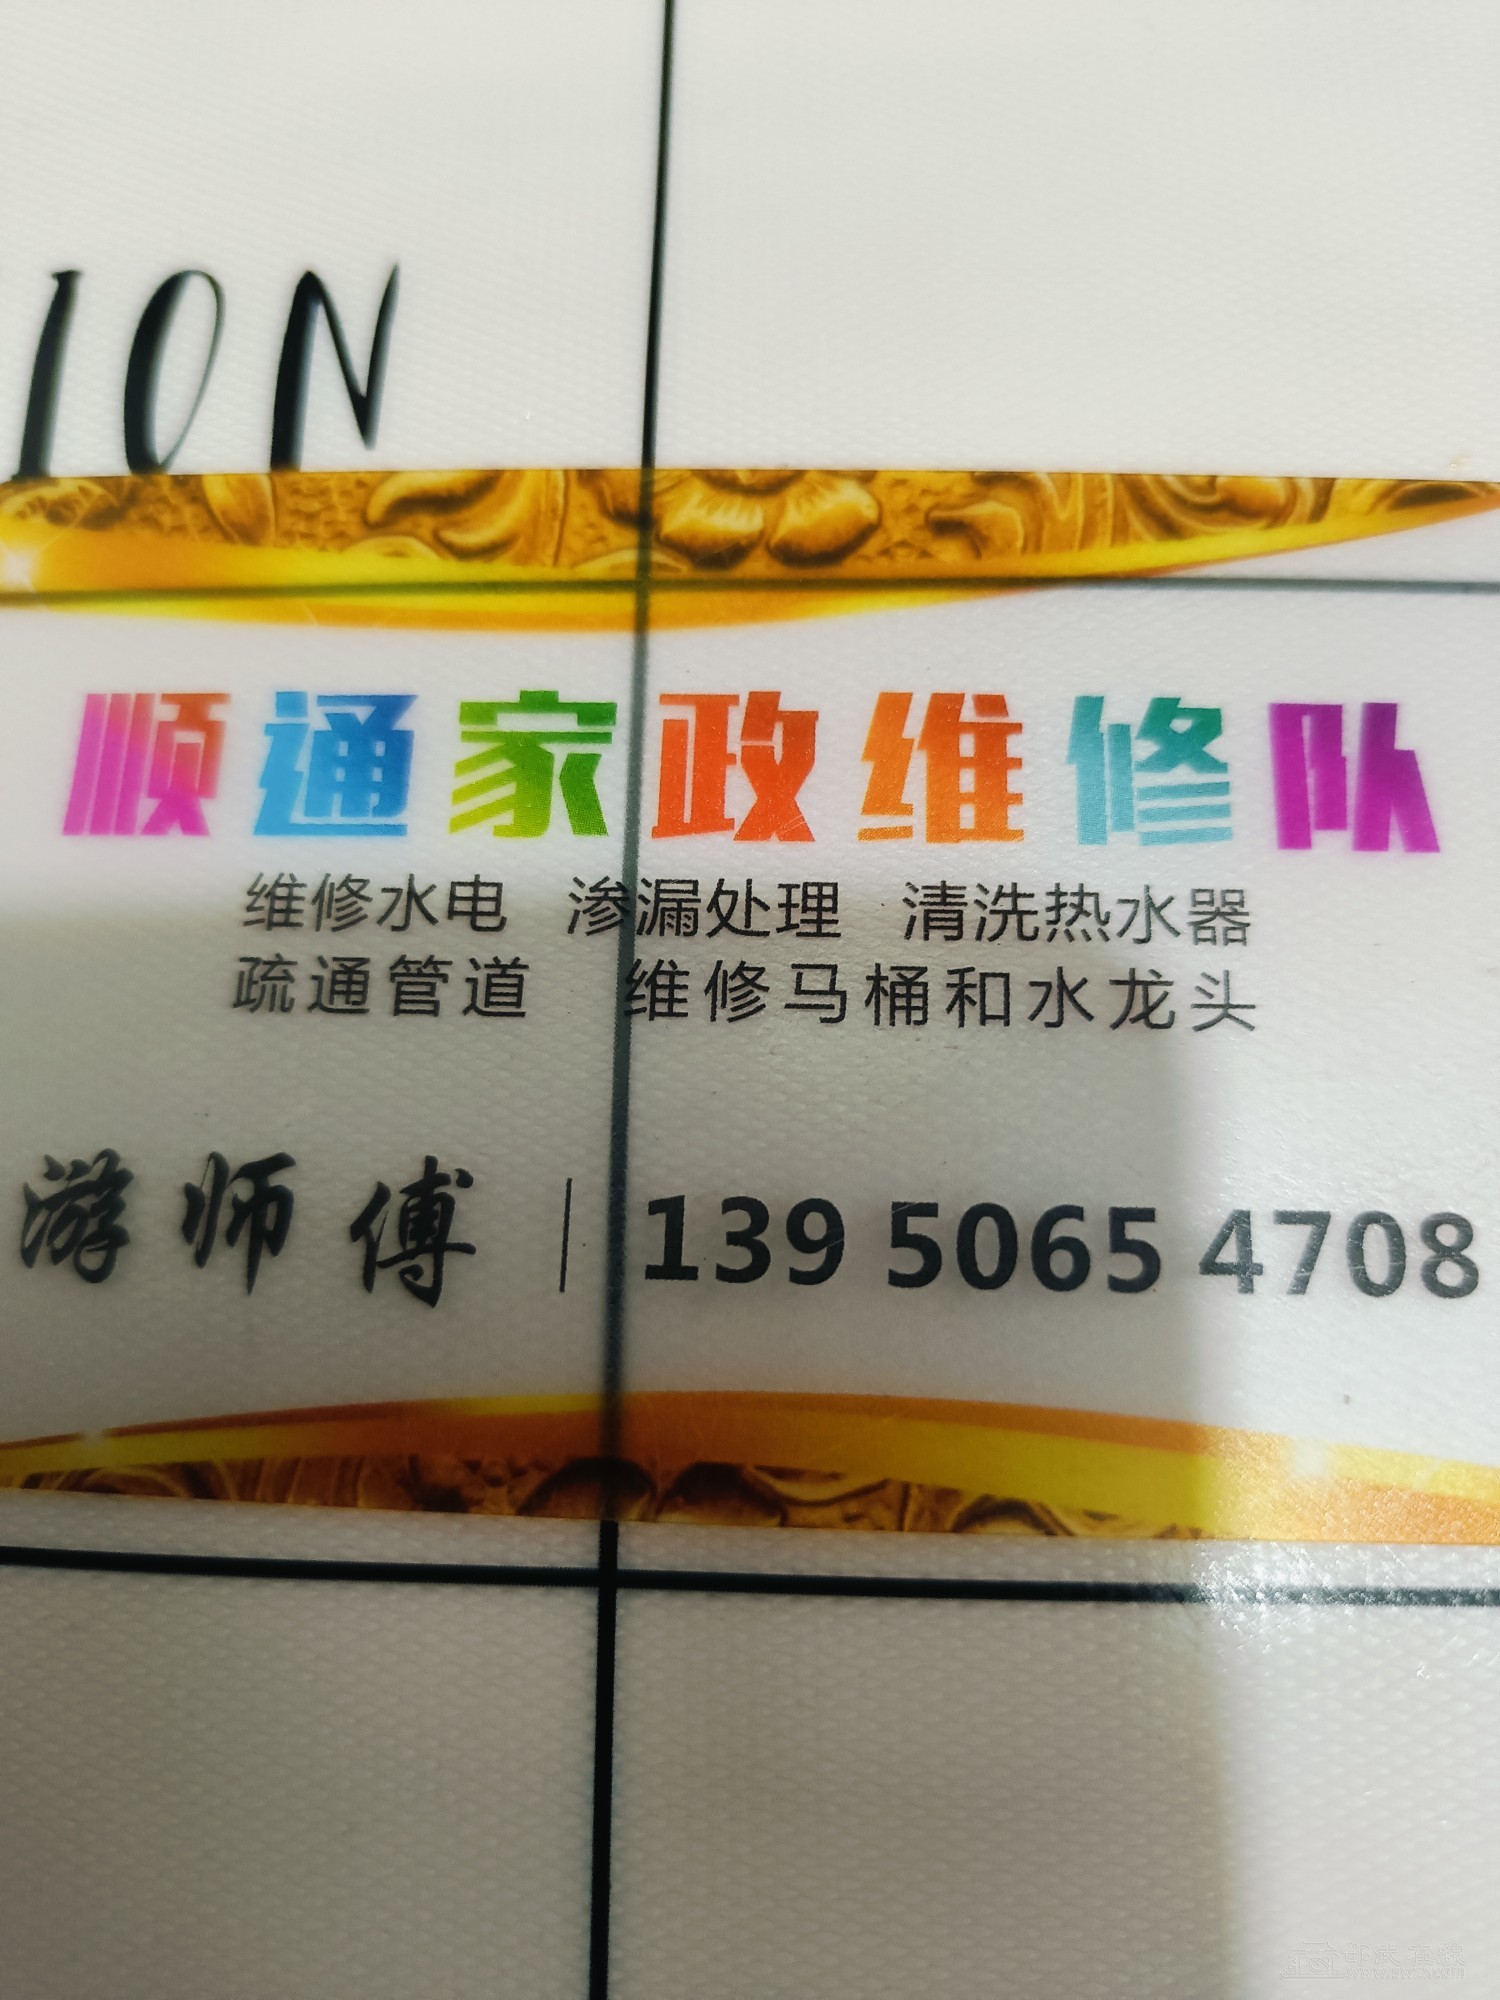 ION
顺通家政维修队
维修水电 渗漏处理 清洗热水器
疏通管道 维修马桶和水龙头
游师傅 | 139 5065 4708